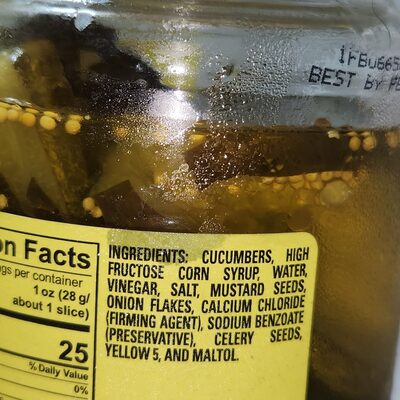 1FBU665
BEST BY
on Facts
gs per container
1 oz (28 g/
about 1 slice)
25
% Daily Value
0%
INGREDIENTS: CUCUMBERS, HIGH
FRUCTOSE CORN SYRUP, WATER,
VINEGAR, SALT, MUSTARD SEEDS,
ONION FLAKES, CALCIUM CHLORIDE
(FIRMING AGENT), SODIUM BENZOATE
(PRESERVATIVE), CELERY SEEDS,
YELLOW 5, AND MALTOL.